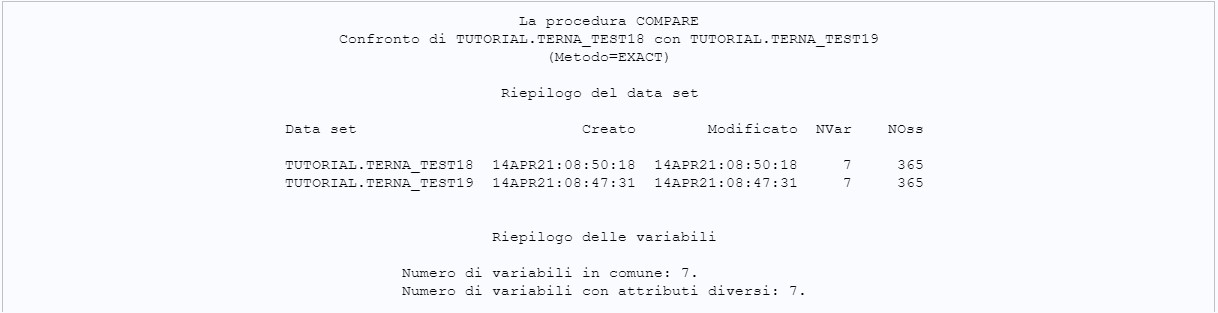 La procedura COMPARE
Confronto di TUTORIAL.TERNA_TEST18 con TUTORIAL.TERNA_TEST19
(Metodo=EXACT)
Riepilogo del data set
Data set Creato Modificato NVar NOss
TUTORIAL.TERNA_TEST18 14APR21:08:50:18 14APR21:08:50:18 7 365
TUTORIAL.TERNA_TEST19 14APR21:08:47:31 14APR21:08:47:31 7 365
Riepilogo delle variabili
Numero di variabili in comune: 7.
Numero di variabili con attributi diversi: 7.